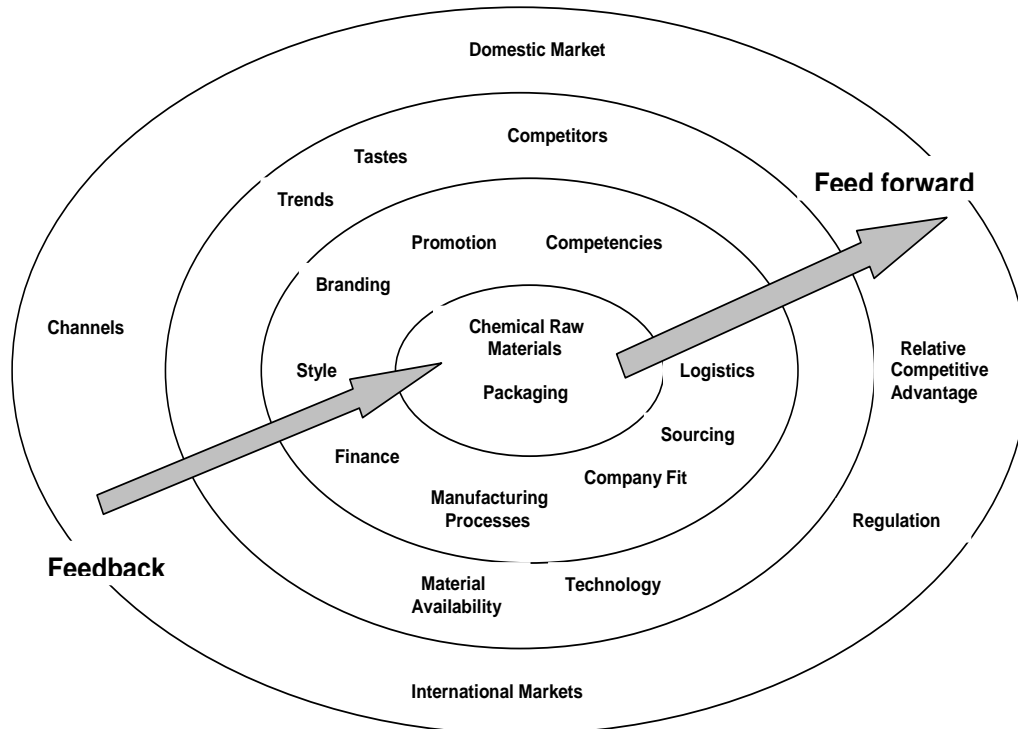 Domestic Market
Competitors
Tastes
Feed forward
Trends
Promotion
Competencies
Branding
Channels
Chemical Raw
Materials
Relative
Competitive
Advantage
Style
Logistics
Packaging
Sourcing
Finance
Company Fit
Manufacturing
Processes
Regulation
Feedback
Material
Availability
Technology
International Markets